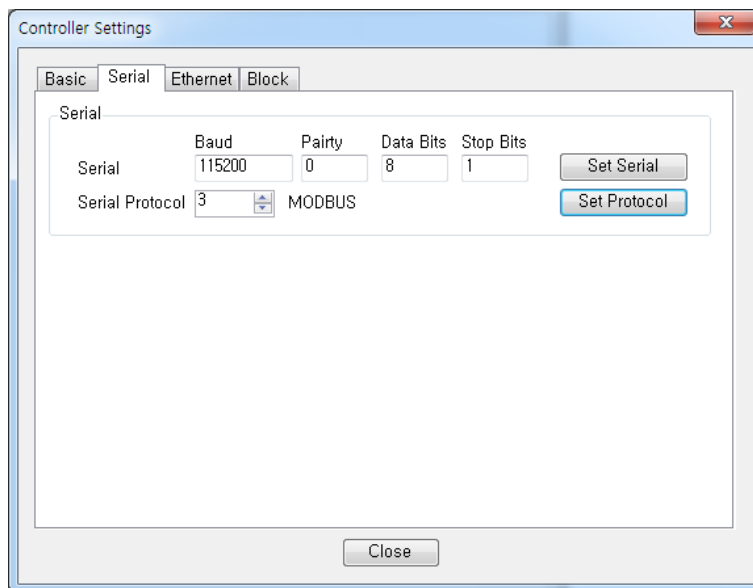 Controller Settings
Basic Serial Ethernet Block
Serial
Baud Pairty Data Bits Stop Bits
Serial 115200 0 8 1 Set Serial
Serial Protocol 3 MODBUS Set Protocol
Close